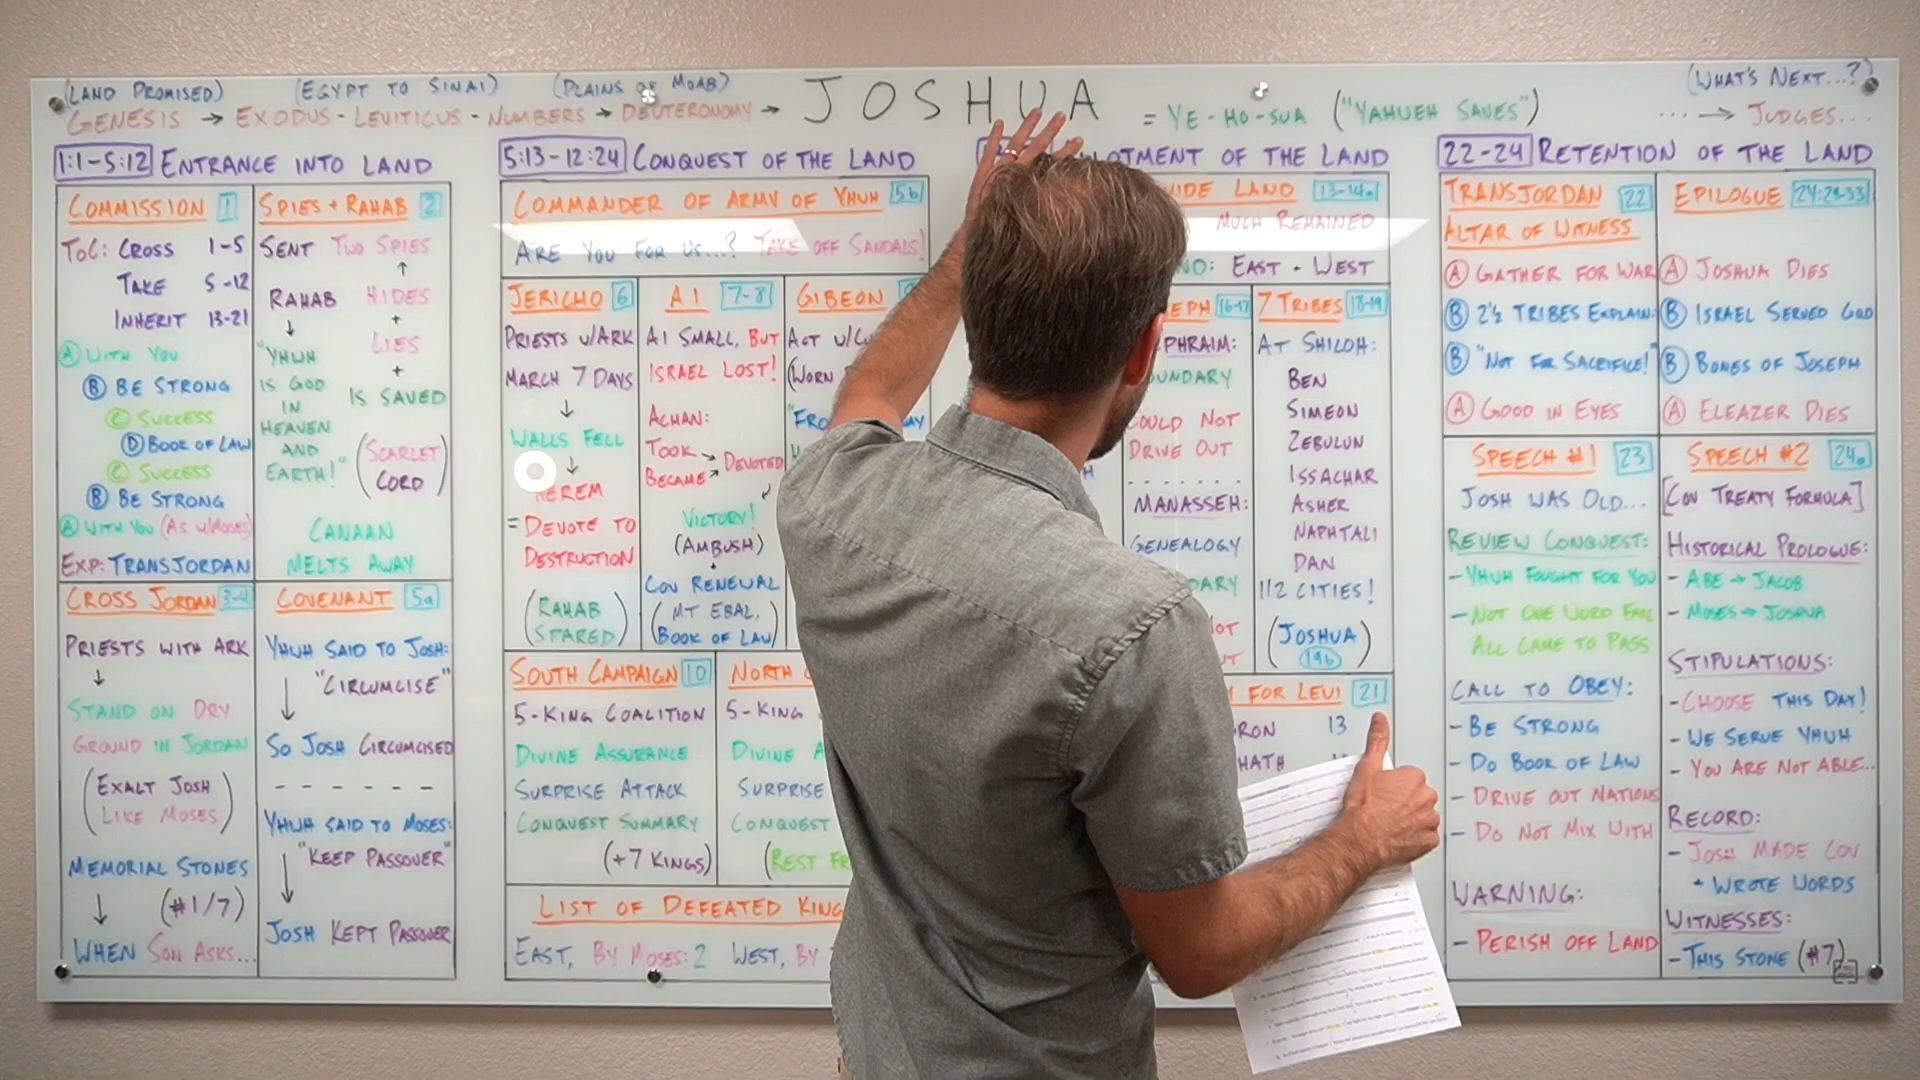 (LAND PROMISED) (EGYPT TO SINAI) (PLAINS OF MOAB) JOSHUA (WHAT'S NEXT...?)
GENESIS → EXODUS - LEVITICUS - NUMBERS → DEUTERONOMY → = YE-HO-SUA ("YAHUEH SAVES") ...→ JUDGES...
1:1-5:12 ENTRANCE INTO LAND
COMMISSION 1
TOC: CROSS 1-5
TAKE 5-12
INHERIT 13-21
Ⓐ WITH YOU
Ⓑ BE STRONG
Ⓒ SUCCESS
Ⓓ BOOK OF LAW
Ⓒ SUCCESS
Ⓑ BE STRONG
Ⓐ WITH YOU (AS W/MOSES)
EXP: TRANSJORDAN
SPIES + RAHAB 2
SENT TWO SPIES
↑
RAHAB HIDES
↓ +
LIES
+
IS SAVED
"YHWH
IS GOD
IN
HEAVEN
AND
EARTH!"
(SCARLET
CORD)
CANAAN
MELTS AWAY
CROSS JORDAN 3-4
PRIESTS WITH ARK
↓
STAND ON DRY
GROUND IN JORDAN
(EXALT JOSH
LIKE MOSES)
MEMORIAL STONES
↓ (#1/7)
WHEN SON ASKS...
COVENANT 5a
YHWH SAID TO JOSH:
↓ "CIRCUMCISE"
SO JOSH CIRCUMCISED
- - - - - -
YHWH SAID TO MOSES:
↓ "KEEP PASSOVER"
JOSH KEPT PASSOVER
5:13-12:24 CONQUEST OF THE LAND
COMMANDER OF ARMY OF YHWH 5b
ARE YOU FOR US...? TAKE OFF SANDALS!
JERICHO 6
PRIESTS W/ARK
MARCH 7 DAYS
↓
WALLS FELL
↓
HEREM
= DEVOTE TO
DESTRUCTION
(RAHAB
SPARED)
AI 7-8
AI SMALL, BUT
ISRAEL LOST!
ACHAN:
TOOK → DEVOTED
BECAME ↗
VICTORY!
(AMBUSH)
COV RENEWAL
(MT EBAL,
BOOK OF LAW)
GIBEON
ACT W/
(WORN
"FRO AY
SOUTH CAMPAIGN 10
5-KING COALITION
DIVINE ASSURANCE
SURPRISE ATTACK
CONQUEST SUMMARY
(+7 KINGS)
NORTH
5-KING
DIVINE
SURPRISE
CONQUEST
(REST
LIST OF DEFEATED KING
EAST, BY MOSES: 2 WEST, BY
OTMENT OF THE LAND
IDE LAND 13-14a
MUCH REMAINED
EAST + WEST
EPH 16-17
PHRAIM:
UNDARY
OULD NOT
DRIVE OUT
- - - - - -
MANASSEH:
GENEALOGY
DARY
OT
7 TRIBES 18-19
AT SHILOH:
BEN
SIMEON
ZEBULUN
ISSACHAR
ASHER
NAPHTALI
DAN
112 CITIES!
(JOSHUA
19b)
FOR LEVI 21
RON 13
HATH
22-24 RETENTION OF THE LAND
TRANSJORDAN 22
ALTAR OF WITNESS
Ⓐ GATHER FOR WAR
Ⓑ 2½ TRIBES EXPLAIN:
Ⓑ "NOT FOR SACRIFICE!"
Ⓐ GOOD IN EYES
EPILOGUE 24:28-33
Ⓐ JOSHUA DIES
Ⓑ ISRAEL SERVED GOD
Ⓑ BONES OF JOSEPH
Ⓐ ELEAZER DIES
SPEECH #1 23
JOSH WAS OLD...
REVIEW CONQUEST:
- YHWH FOUGHT FOR YOU
- NOT ONE WORD FAIL
ALL CAME TO PASS
CALL TO OBEY:
- BE STRONG
- DO BOOK OF LAW
- DRIVE OUT NATIONS
- DO NOT MIX WITH
WARNING:
- PERISH OFF LAND
SPEECH #2 24a
[COV TREATY FORMULA]
HISTORICAL PROLOGUE:
- ABE → JACOB
- MOSES → JOSHUA
STIPULATIONS:
- CHOOSE THIS DAY!
- WE SERVE YHWH
- YOU ARE NOT ABLE...
RECORD:
- JOSH MADE COV
+ WROTE WORDS
WITNESSES:
- THIS STONE (#7)